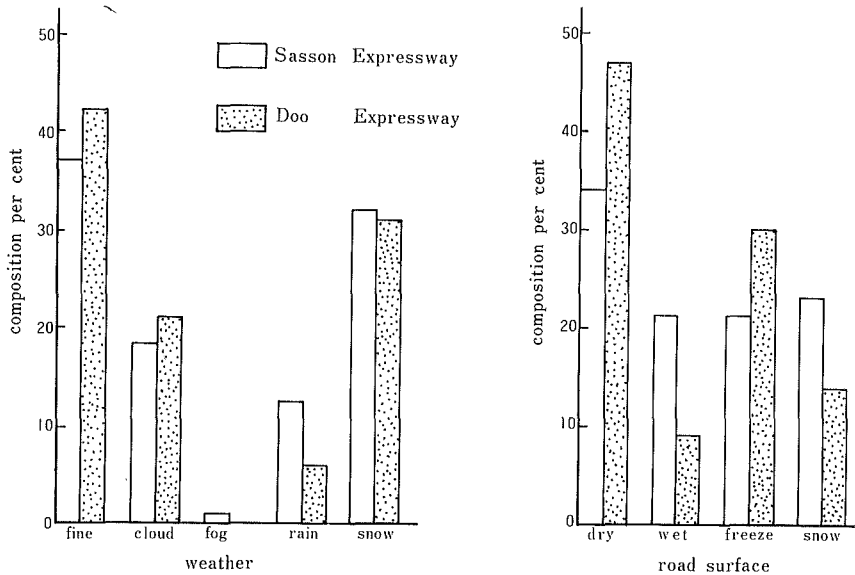 50
40
30
20
10
0
composition per cent
fine cloud fog rain snow
weather
Sasson Expressway
Doo Expressway
50
40
30
20
10
0
composition per cent
dry wet freeze snow
road surface